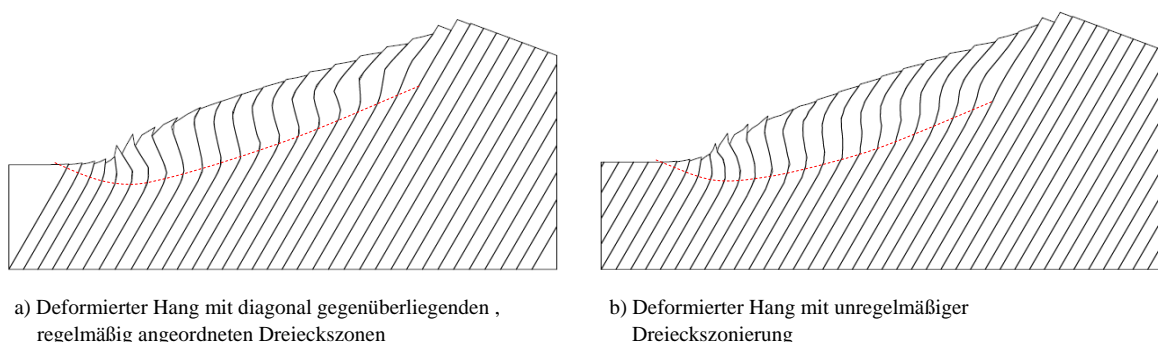 a) Deformierter Hang mit diagonal gegenüberliegenden ,
regelmäßig angeordneten Dreieckszonen
b) Deformierter Hang mit unregelmäßiger
Dreieckszonierung